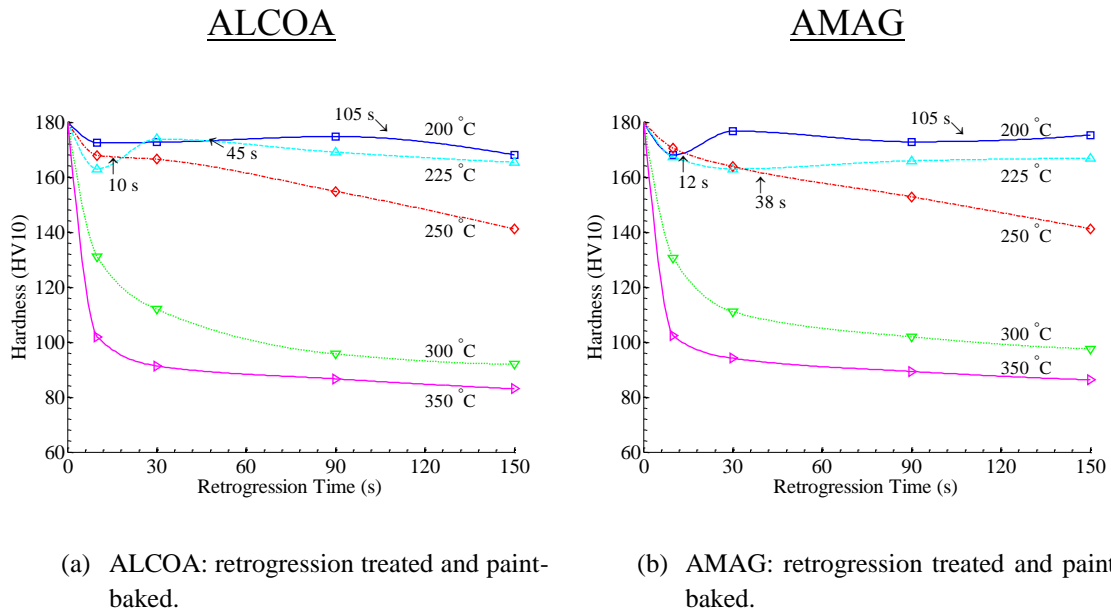 ALCOA
AMAG
180
160
140
120
100
80
60
Hardness (HV10)
0 30 60 90 120 150
Retrogression Time (s)
105 s
200 °C
45 s
225 °C
10 s
250 °C
300 °C
350 °C
180
160
140
120
100
80
60
Hardness (HV10)
0 30 60 90 120 150
Retrogression Time (s)
105 s
200 °C
12 s
225 °C
38 s
250 °C
300 °C
350 °C
(a) ALCOA: retrogression treated and paint-
baked.
(b) AMAG: retrogression treated and paint
baked.